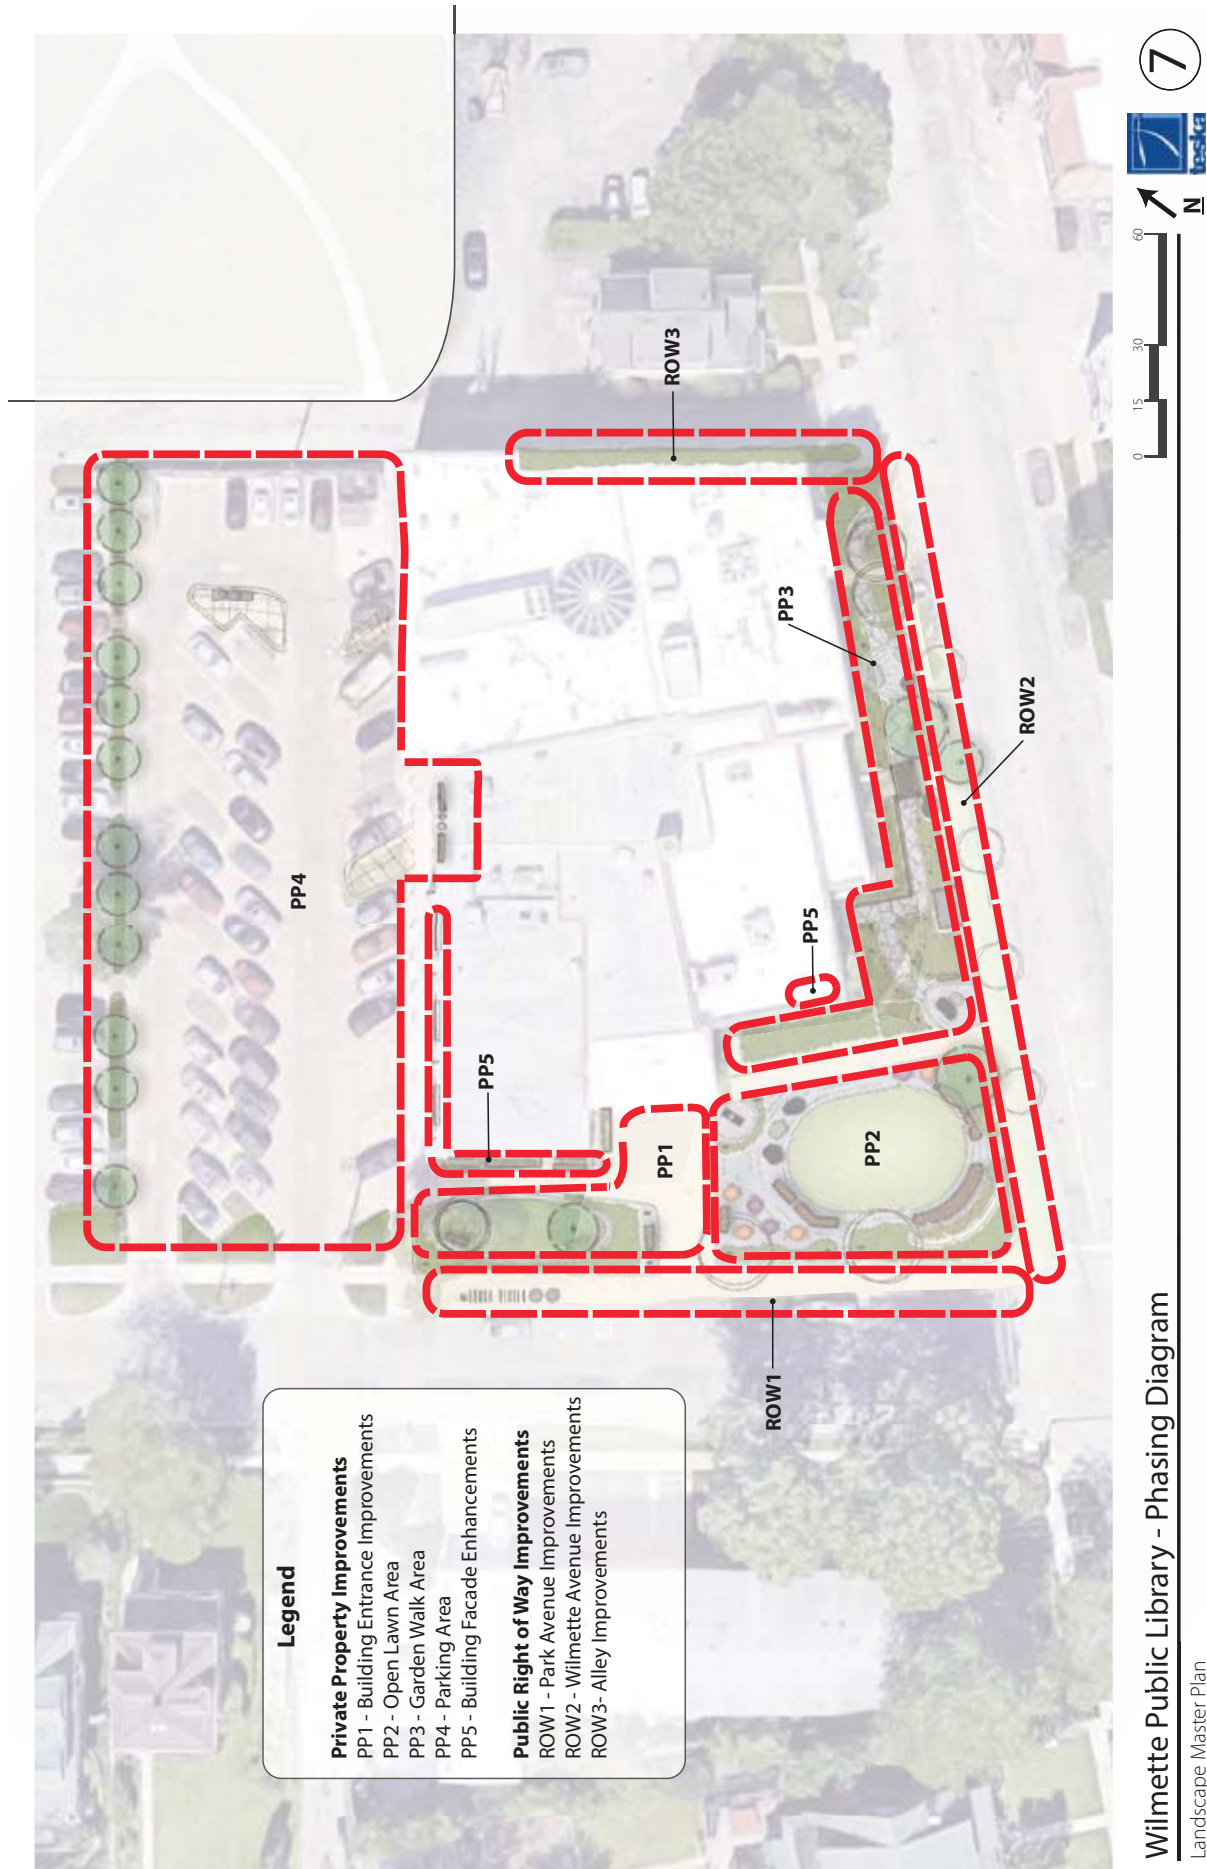 Legend
Private Property Improvements
PP1 - Building Entrance Improvements
PP2 - Open Lawn Area
PP3 - Garden Walk Area
PP4 - Parking Area
PP5 - Building Facade Enhancements
Public Right of Way Improvements
ROW1 - Park Avenue Improvements
ROW2 - Wilmette Avenue Improvements
ROW3- Alley Improvements
PP4
PP5
PP1
PP2
PP5
PP3
ROW1
ROW2
ROW3
Wilmette Public Library - Phasing Diagram
Landscape Master Plan
0 15 30 60
N
teska
7